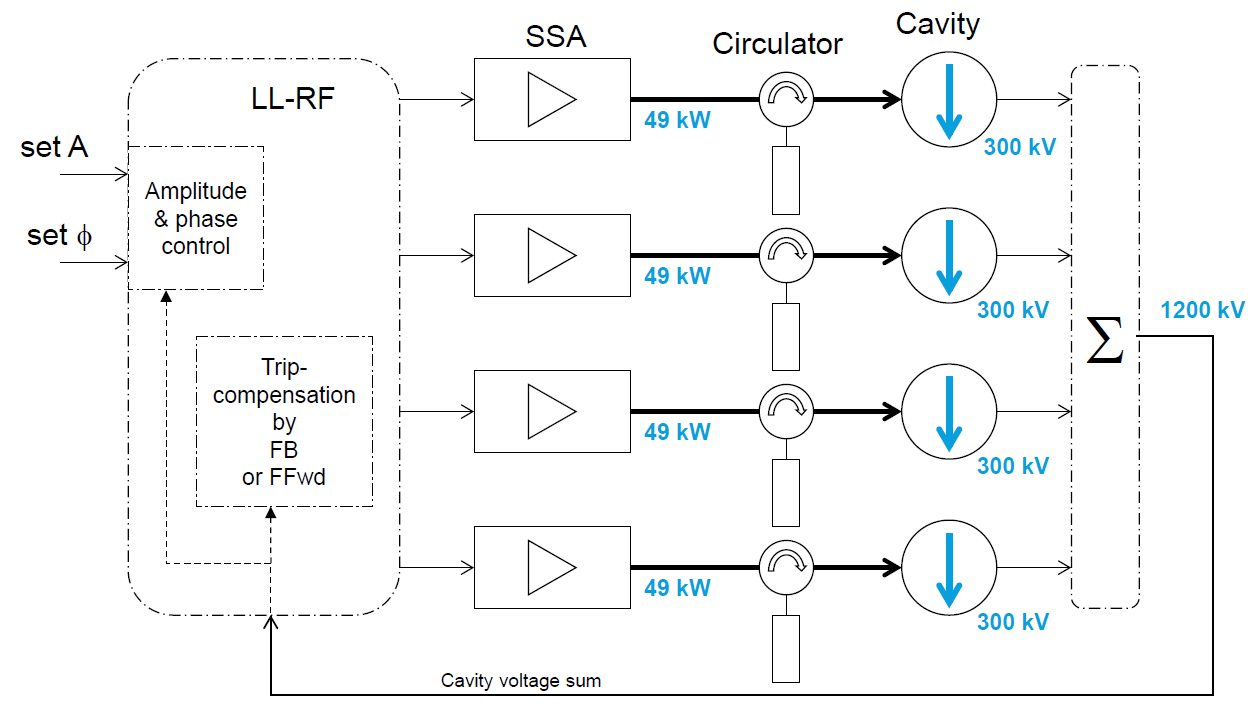 SSA
Circulator
Cavity
LL-RF
set A
set ϕ
Amplitude
& phase
control
Trip-
compensation
by
FB
or FFwd
49 kW
300 kV
49 kW
300 kV
49 kW
300 kV
49 kW
300 kV
Σ
1200 kV
Cavity voltage sum